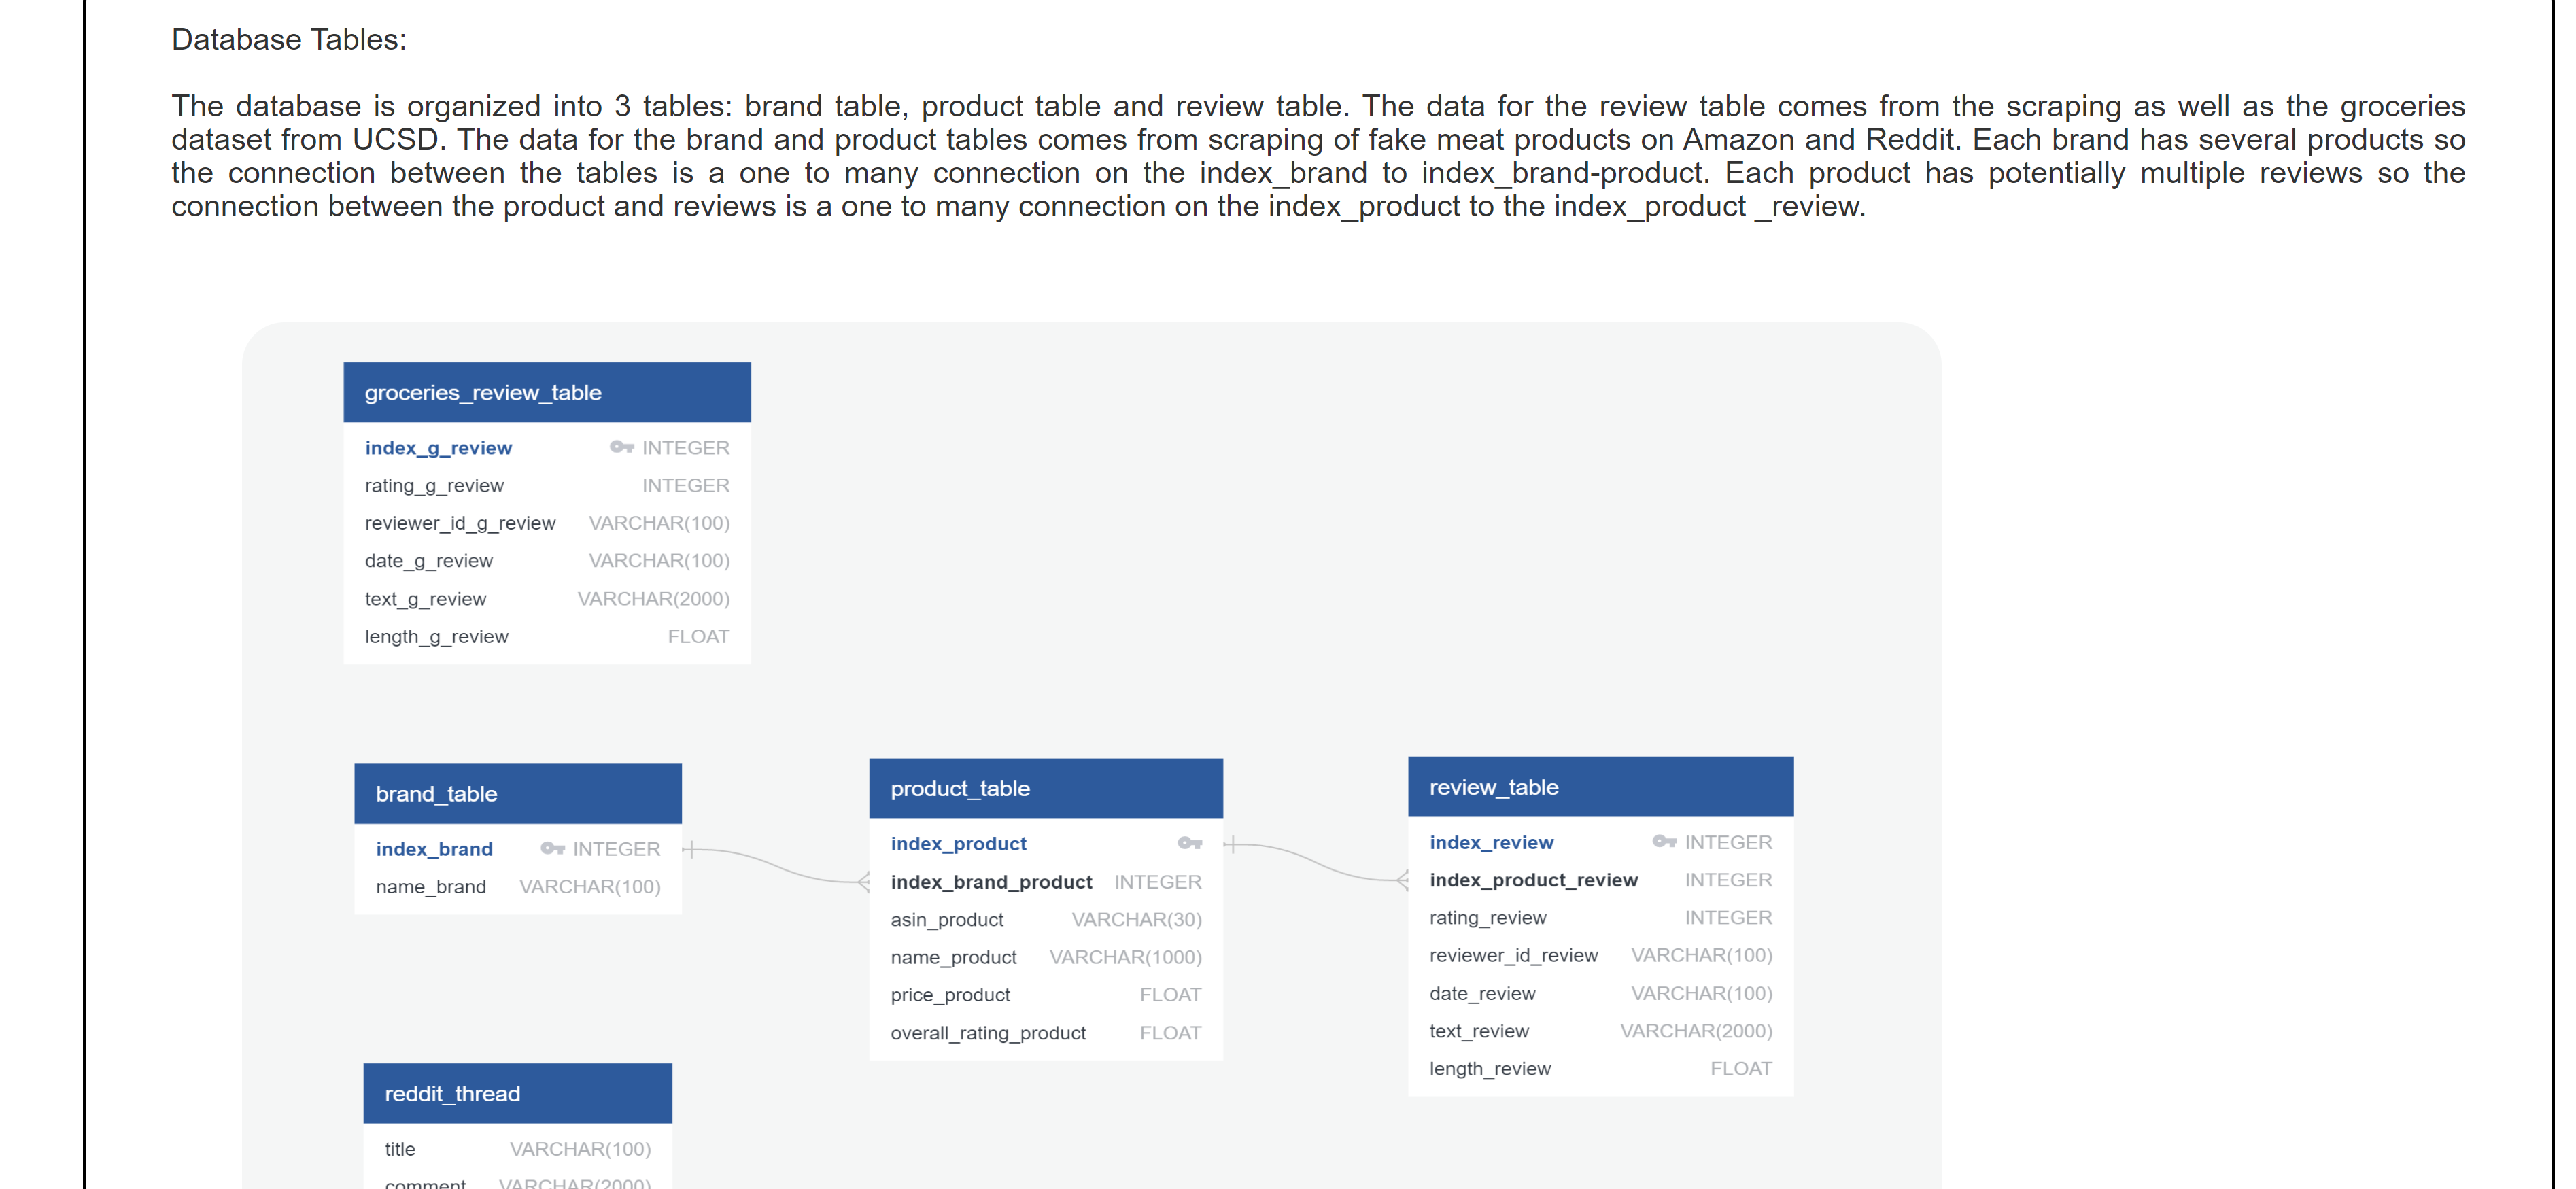 Database Tables:
The database is organized into 3 tables: brand table, product table and review table. The data for the review table comes from the scraping as well as the groceries
dataset from UCSD. The data for the brand and product tables comes from scraping of fake meat products on Amazon and Reddit. Each brand has several products so
the connection between the tables is a one to many connection on the index_brand to index_brand-product. Each product has potentially multiple reviews so the
connection between the product and reviews is a one to many connection on the index_product to the index_product _review.
groceries_review_table
index_g_review INTEGER
rating_g_review INTEGER
reviewer_id_g_review VARCHAR(100)
date_g_review VARCHAR(100)
text_g_review VARCHAR(2000)
length_g_review FLOAT
brand_table
index_brand INTEGER
name_brand VARCHAR(100)
product_table
index_product
index_brand_product INTEGER
asin_product VARCHAR(30)
name_product VARCHAR(1000)
price_product FLOAT
overall_rating_product FLOAT
review_table
index_review INTEGER
index_product_review INTEGER
rating_review INTEGER
reviewer_id_review VARCHAR(100)
date_review VARCHAR(100)
text_review VARCHAR(2000)
length_review FLOAT
reddit_thread
title VARCHAR(100)
comment VARCHAR(2000)